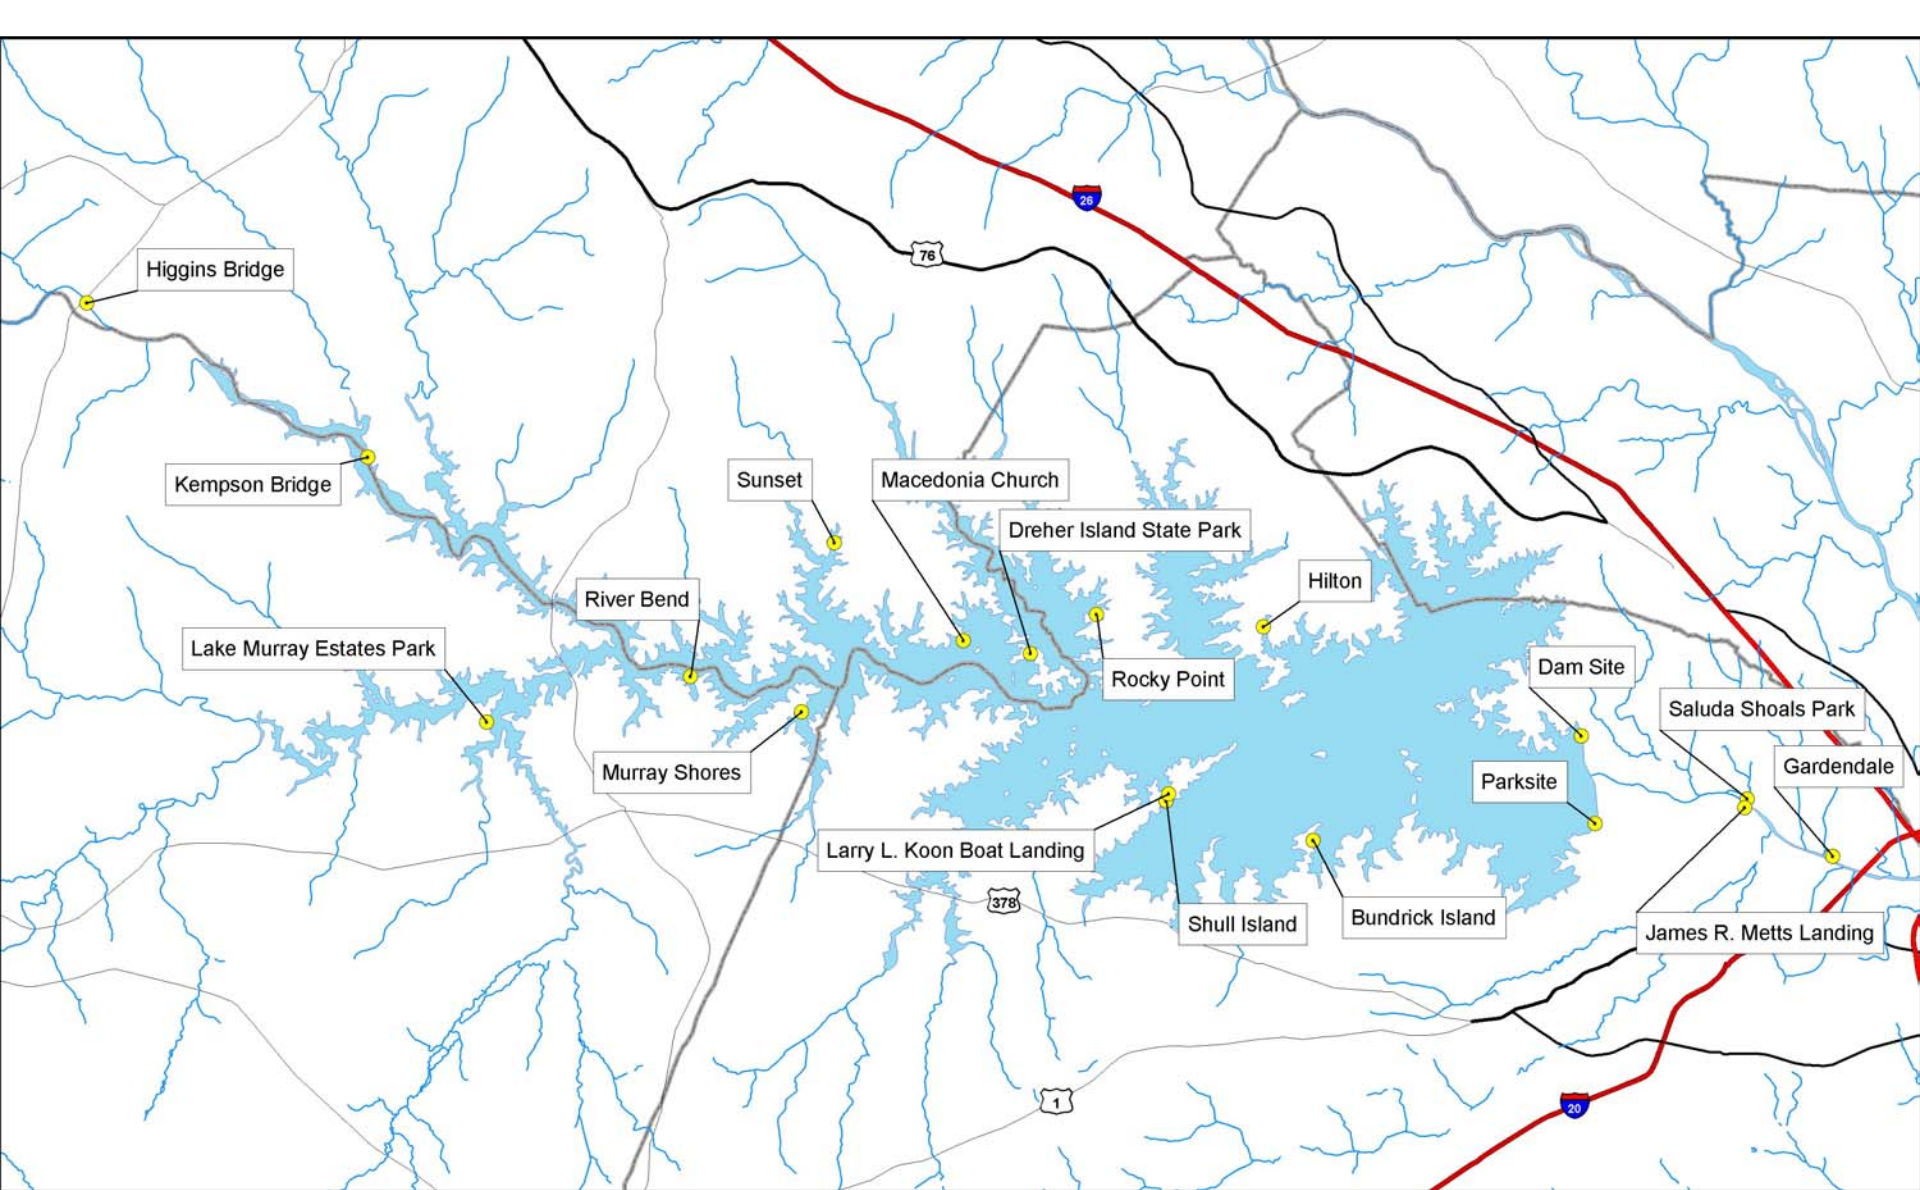 26
76
Higgins Bridge
Kempson Bridge
Sunset
Macedonia Church
Dreher Island State Park
Hilton
River Bend
Lake Murray Estates Park
Rocky Point
Dam Site
Saluda Shoals Park
Murray Shores
Gardendale
Parksite
Larry L. Koon Boat Landing
378
Shull Island
Bundrick Island
James R. Metts Landing
1
20